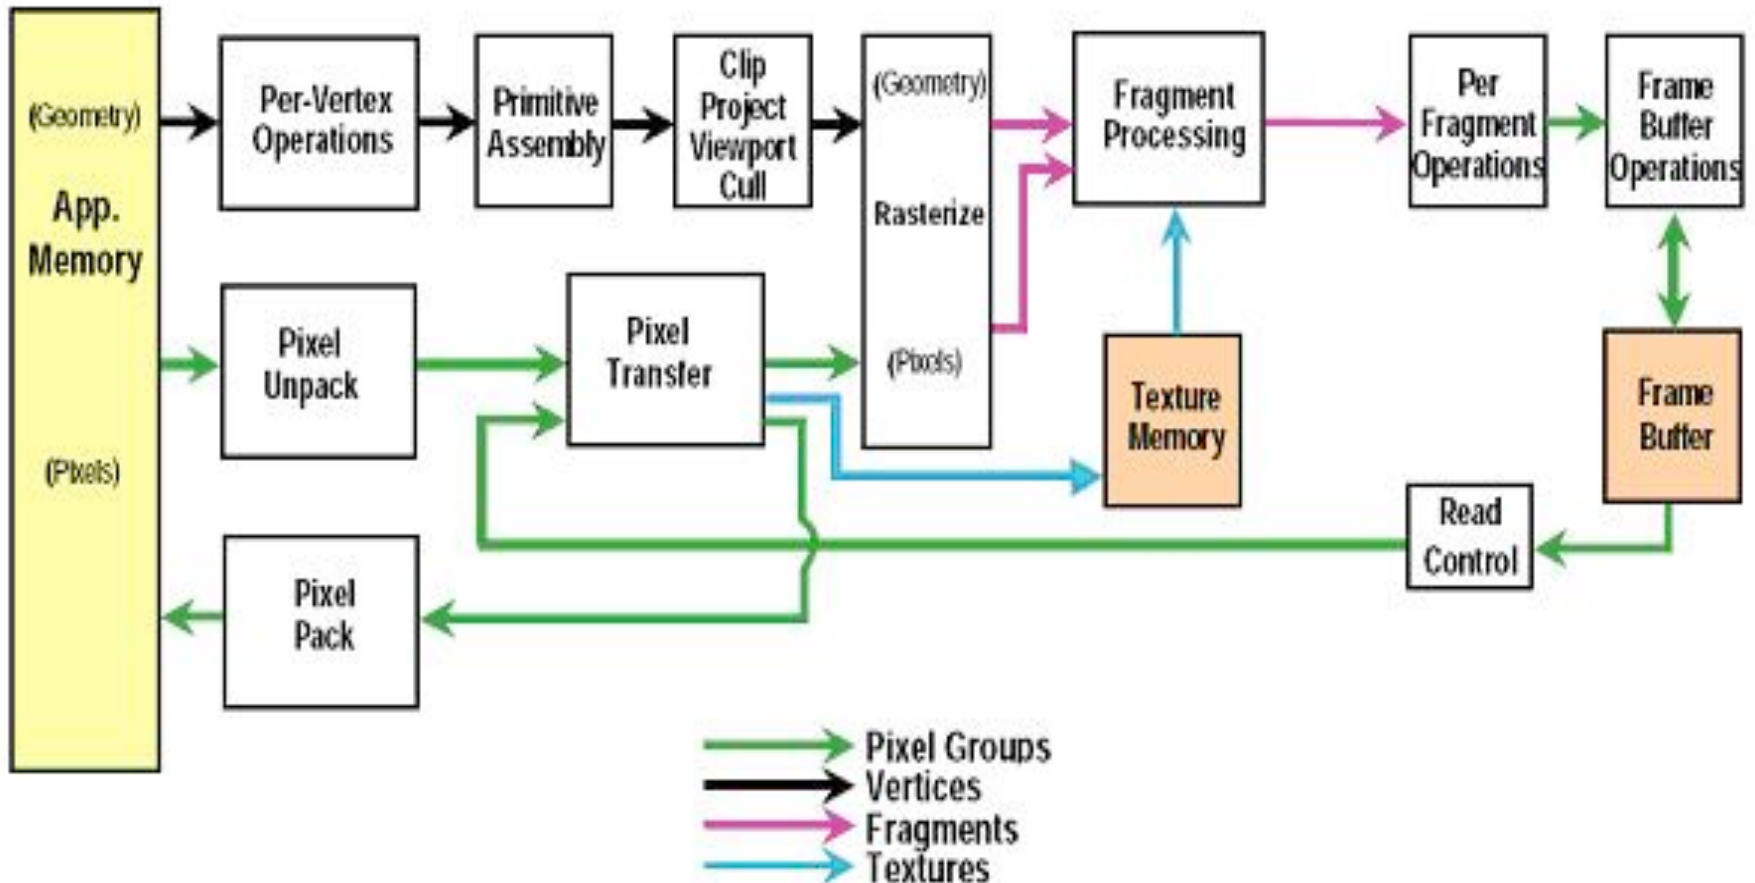 (Geometry)
App.
Memory
(Pixels)
Per-Vertex
Operations
Primitive
Assembly
Clip
Project
Viewport
Cull
(Geometry)
Rasterize
(Pixels)
Fragment
Processing
Per
Fragment
Operations
Frame
Buffer
Operations
Pixel
Unpack
Pixel
Transfer
Texture
Memory
Frame
Buffer
Read
Control
Pixel
Pack
Pixel Groups
Vertices
Fragments
Textures